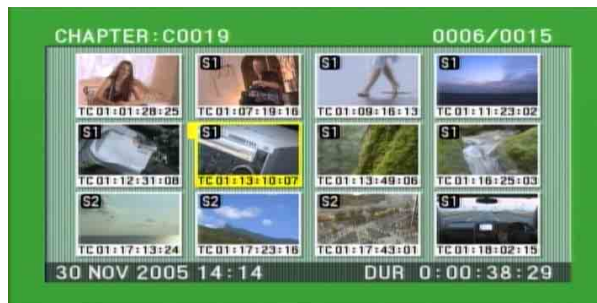 CHAPTER:C0019 0006/0015
S1 S1 S1
TC 01:01:28:25 TC 01:07:19:16 TC 01:09:16:13 TC 01:11:23:02
S1 S1 S1 S1
TC 01:12:31:08 TC 01:13:10:07 TC 01:13:49:06 TC 01:16:25:03
S2 S2 S2 S1
TC 01:17:13:24 TC 01:17:23:16 TC 01:17:43:01 TC 01:18:02:15
30 NOV 2005 14:14 DUR 0:00:38:29